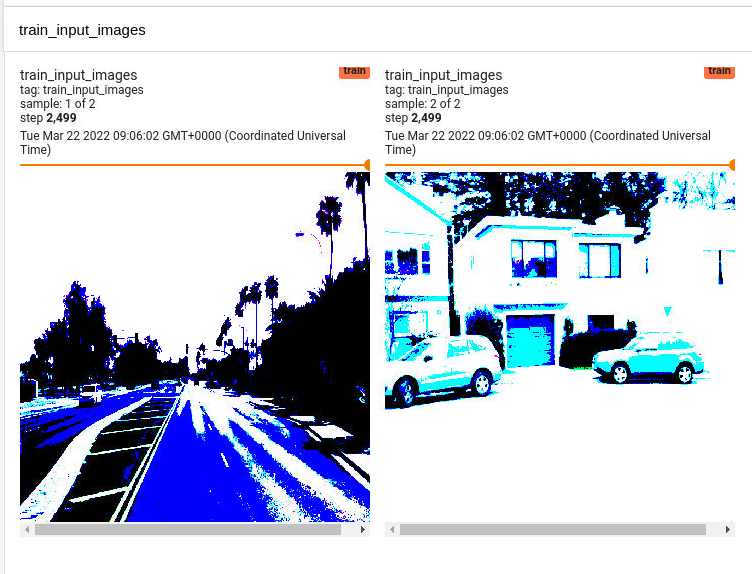 train_input_images
train_input_images
train
tag: train_input_images
sample: 1 of 2
step 2,499
Tue Mar 22 2022 09:06:02 GMT+0000 (Coordinated Universal
Time)
train_input_images
train
tag: train_input_images
sample: 2 of 2
step 2,499
Tue Mar 22 2022 09:06:02 GMT+0000 (Coordinated Universal
Time)